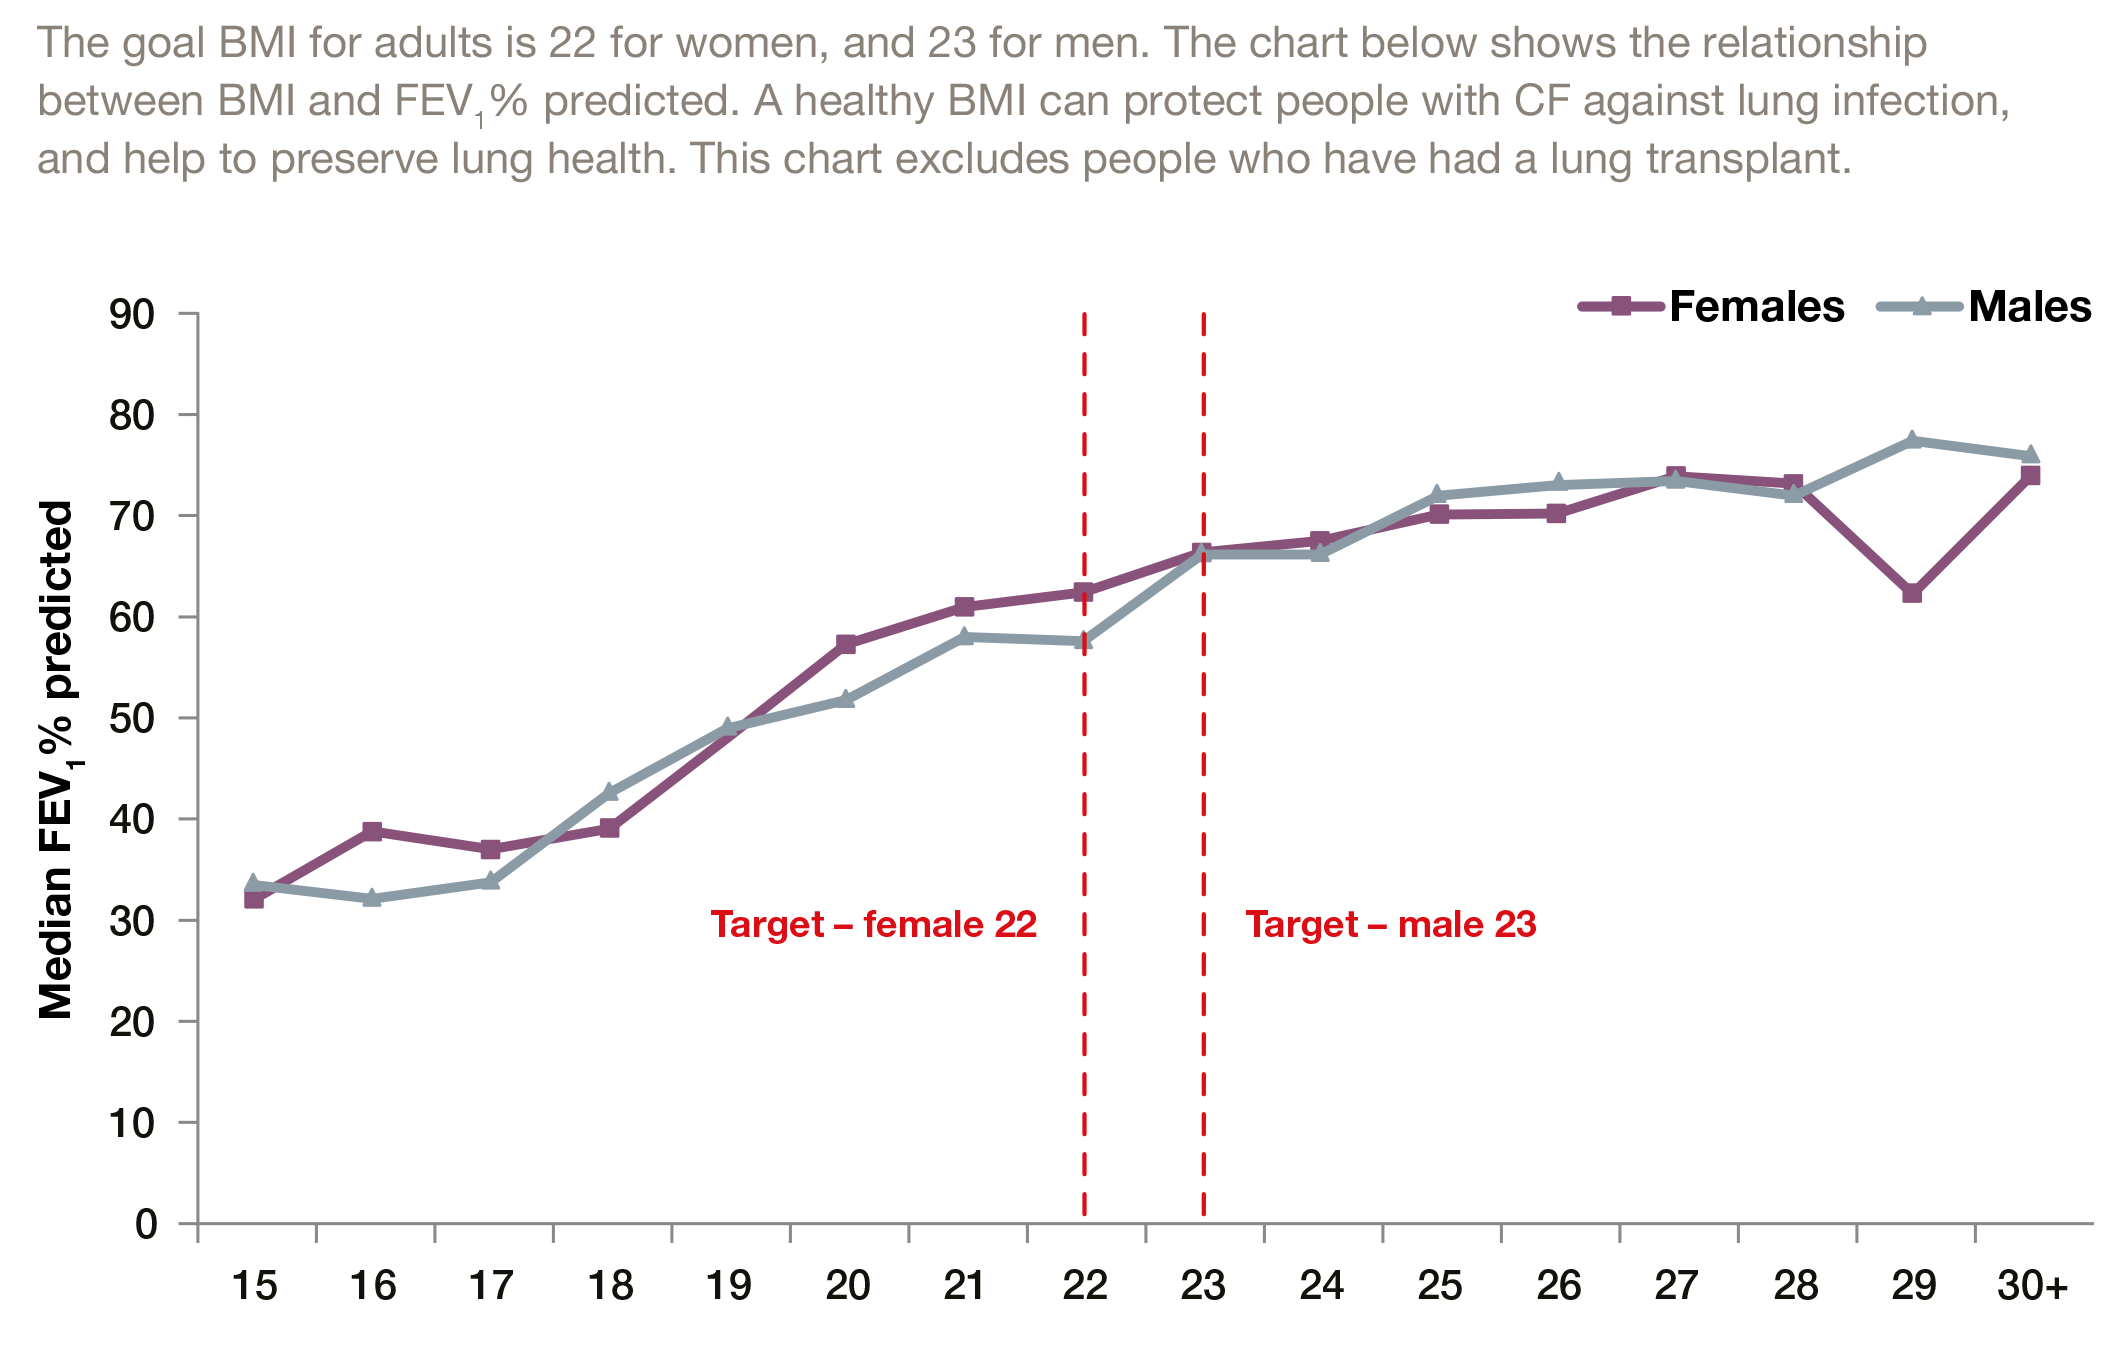 The goal BMI for adults is 22 for women, and 23 for men. The chart below shows the relationship
between BMI and FEV₁% predicted. A healthy BMI can protect people with CF against lung infection,
and help to preserve lung health. This chart excludes people who have had a lung transplant.
Females
Males
Median FEV₁% predicted
90
80
70
60
50
40
30
20
10
0
Target – female 22
Target – male 23
15 16 17 18 19 20 21 22 23 24 25 26 27 28 29 30+